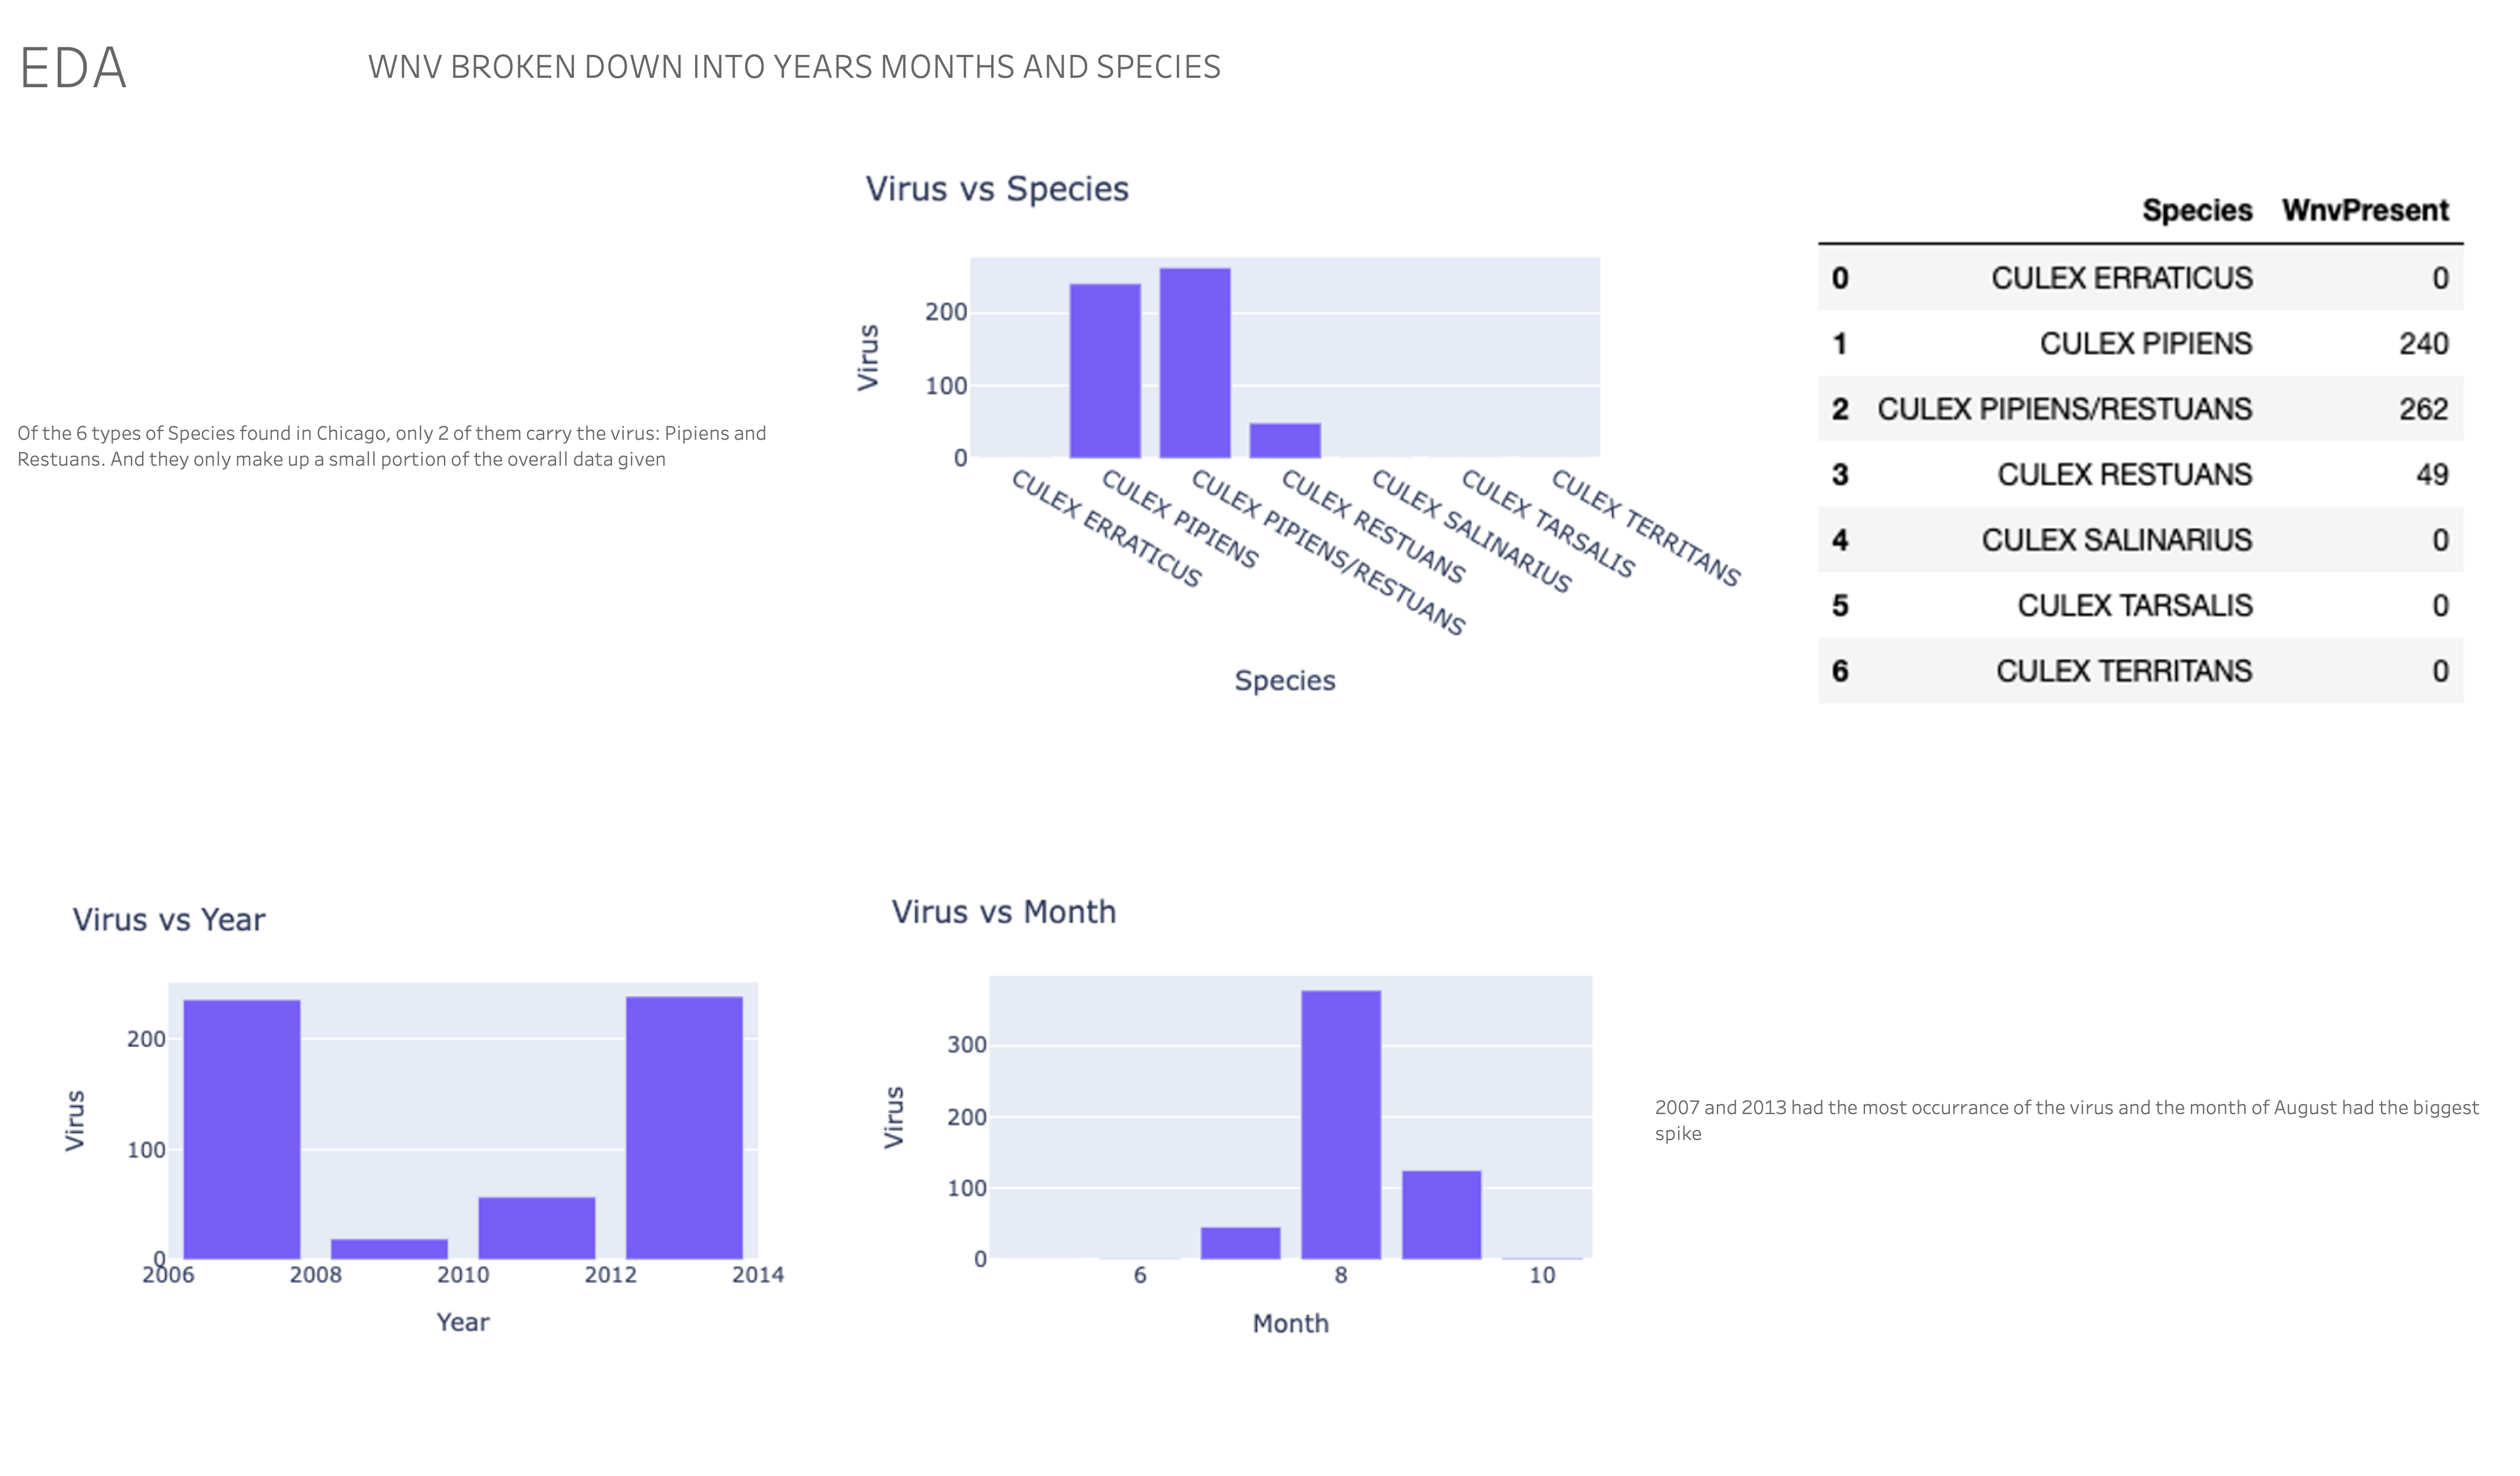 EDA
WNV BROKEN DOWN INTO YEARS MONTHS AND SPECIES
Of the 6 types of Species found in Chicago, only 2 of them carry the virus: Pipiens and
Restuans. And they only make up a small portion of the overall data given
Virus vs Species
Virus
200
100
0
CULEX ERRATICUS
CULEX PIPIENS
CULEX PIPIENS/RESTUANS
CULEX RESTUANS
CULEX SALINARIUS
CULEX TARSALIS
CULEX TERRITANS
Species
Species WnvPresent
0 CULEX ERRATICUS 0
1 CULEX PIPIENS 240
2 CULEX PIPIENS/RESTUANS 262
3 CULEX RESTUANS 49
4 CULEX SALINARIUS 0
5 CULEX TARSALIS 0
6 CULEX TERRITANS 0
Virus vs Year
Virus
200
100
0
2006 2008 2010 2012 2014
Year
Virus vs Month
Virus
300
200
100
0
6 8 10
Month
2007 and 2013 had the most occurrance of the virus and the month of August had the biggest
spike